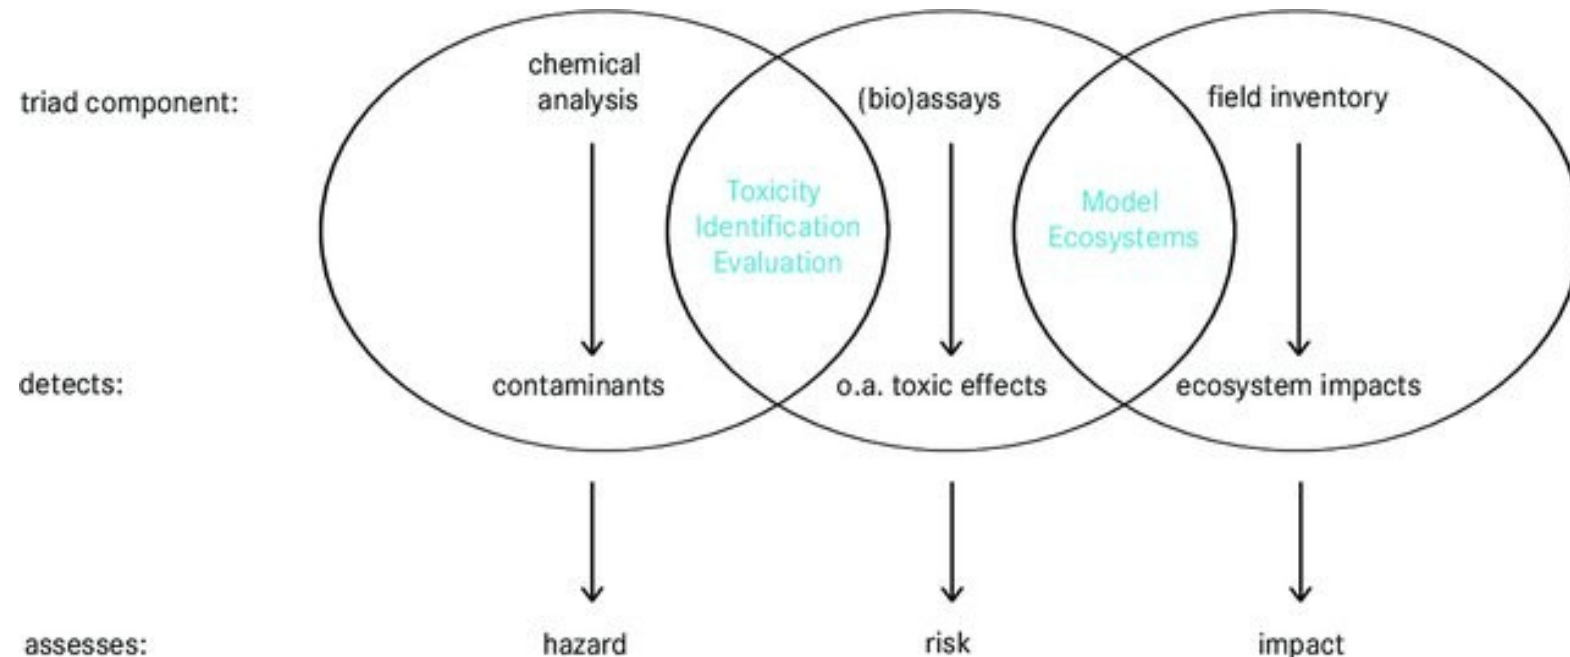 triad component:
chemical
analysis
(bio)assays
field inventory
Toxicity
Identification
Evaluation
Model
Ecosystems
detects:
contaminants
o.a. toxic effects
ecosystem impacts
assesses:
hazard
risk
impact